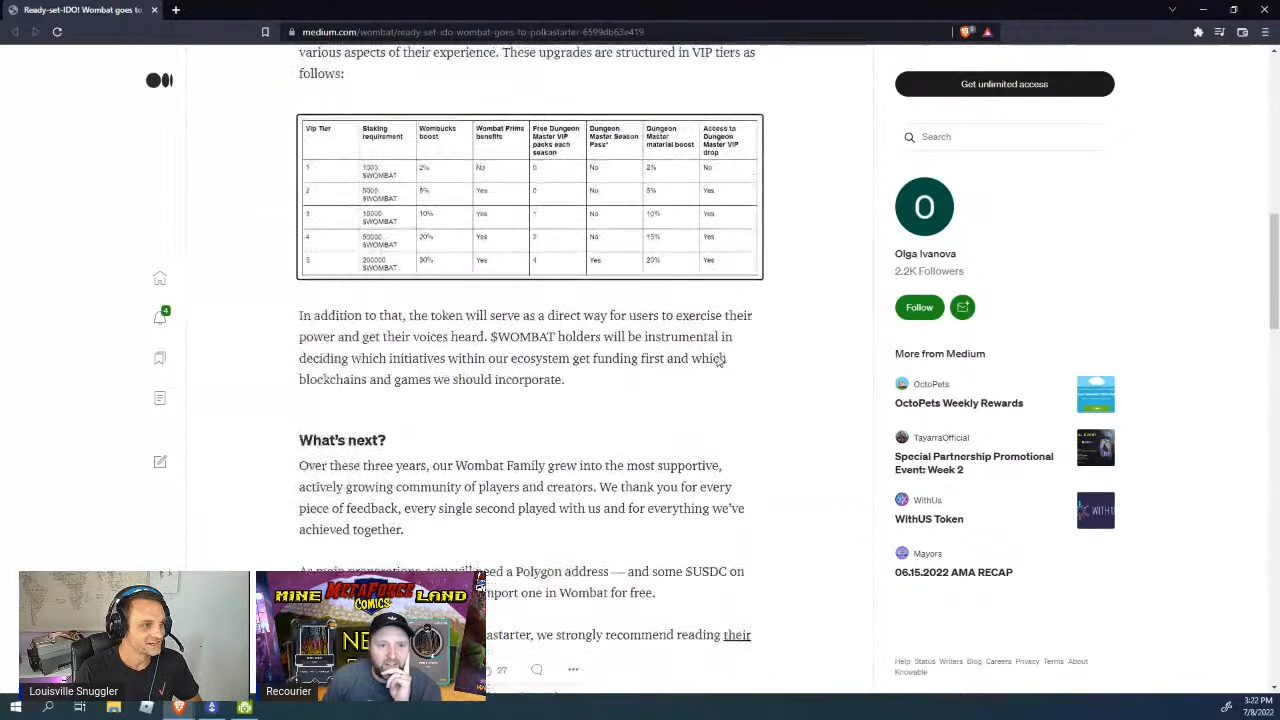 Ready-set-IDO! Wombat goes to
medium.com/wombat/ready-set-ido-wombat-goes-to-polkastarter-6599db63e419
various aspects of their experience. These upgrades are structured in VIP tiers as
follows:
Vip Tier Staking requirement Wombucks boost Wombat Prime benefits Free Dungeon Master VIP packs each season Dungeon Master Season Pass* Dungeon Master material boost Access to Dungeon Master VIP drop
1 1000 $WOMBAT 2% No 0 No 2% No
2 5000 $WOMBAT 5% Yes 0 No 5% Yes
3 $WOMBAT 10% Yes 1 No 10% Yes
4 50000 $WOMBAT 20% Yes 2 No 15% Yes
5 200000 $WOMBAT 30% Yes 4 Yes 20% Yes
In addition to that, the token will serve as a direct way for users to exercise their
power and get their voices heard. $WOMBAT holders will be instrumental in
deciding which initiatives within our ecosystem get funding first and which
blockchains and games we should incorporate.
What's next?
Over these three years, our Wombat Family grew into the most supportive,
actively growing community of players and creators. We thank you for every
piece of feedback, every single second played with us and for everything we've
achieved together.
As main preparations, you will need a Polygon address — and some $USDC on
import one in Wombat for free.
we strongly recommend reading their
27
4
Get unlimited access
Search
O
Olga Ivanova
2.2K Followers
Follow
More from Medium
OctoPets
OctoPets Weekly Rewards
TayarraOfficial
Special Partnership Promotional
Event: Week 2
WithUs
WithUS Token
WITH U
Mayors
06.15.2022 AMA RECAP
Help Status Writers Blog Careers Privacy Terms About
Knowable
MINE METAFORCE LAND
COMICS
NE
Louisville Snuggler
Recourier
3:22 PM
7/8/2022